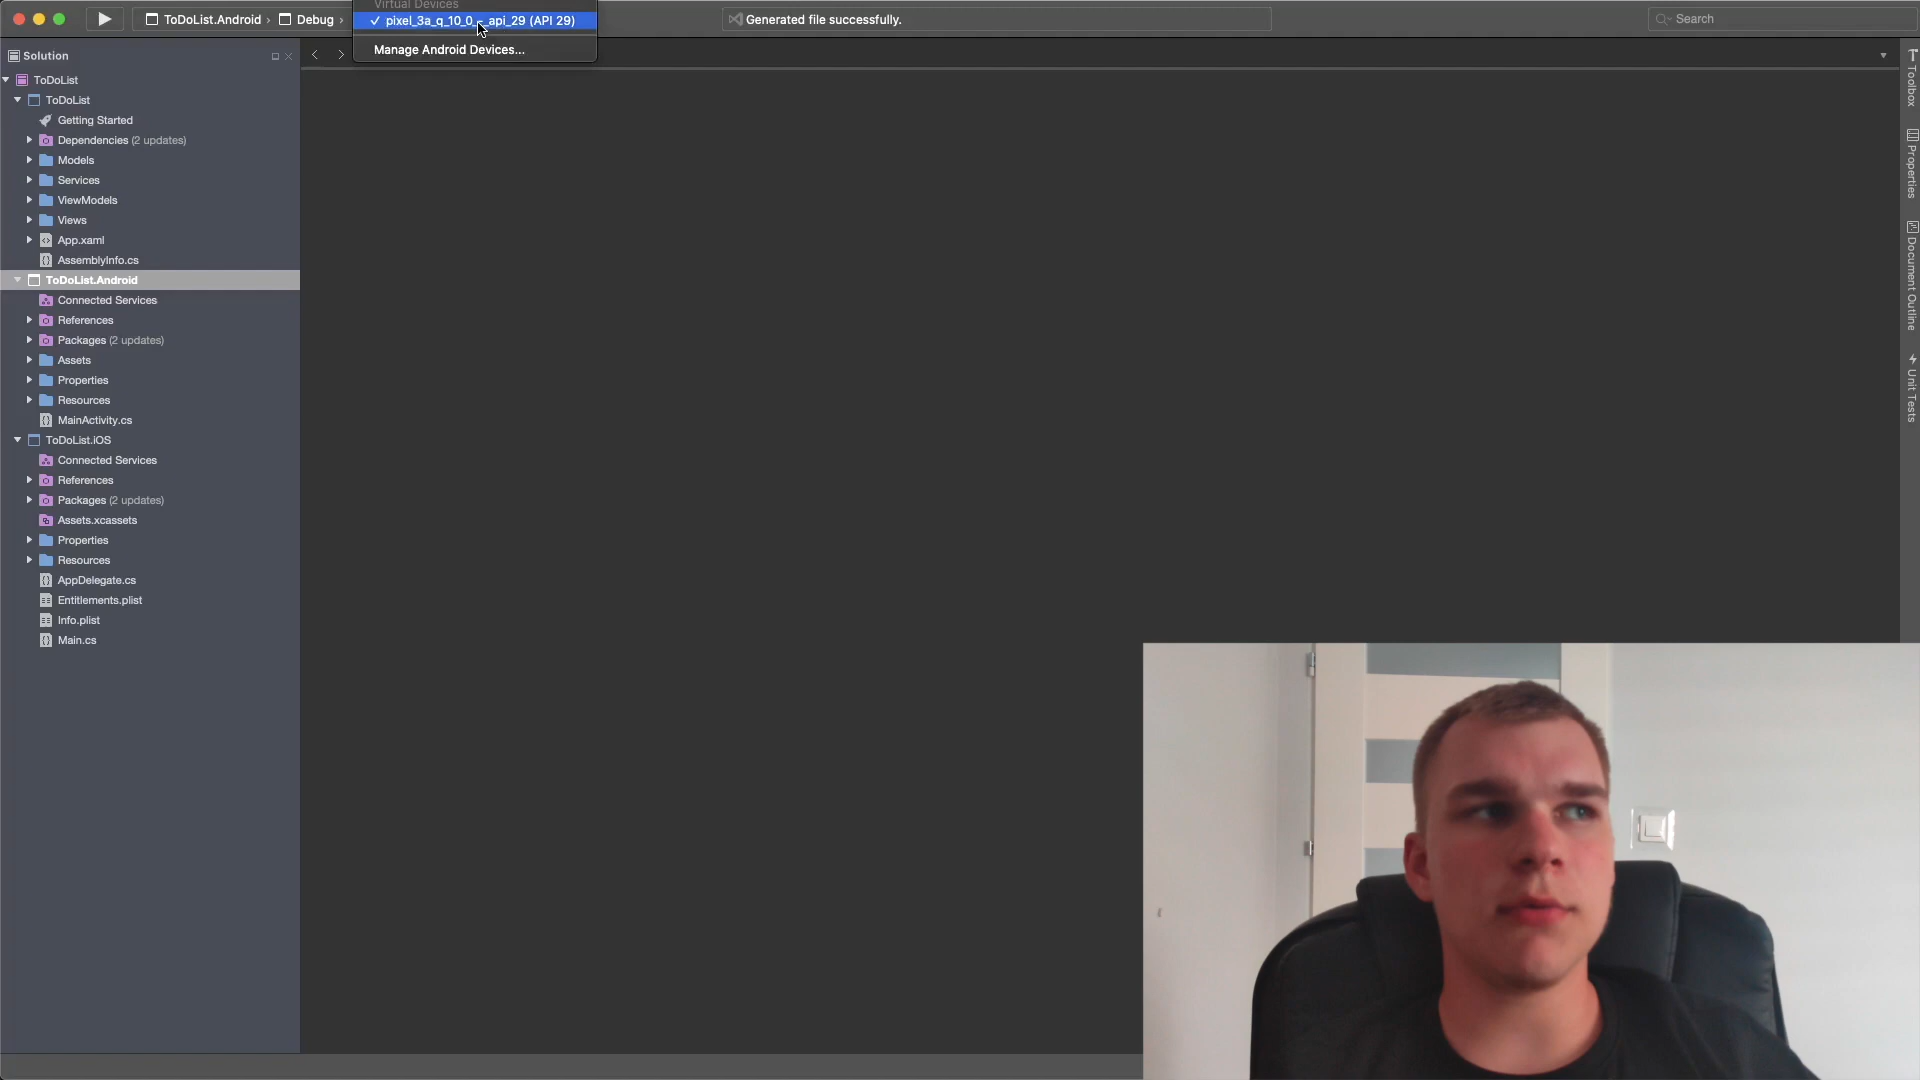 ToDoList.Android › Debug ›
Virtual Devices
✓ pixel_3a_q_10_0_-_api_29 (API 29)
Manage Android Devices...
Generated file successfully.
Search
Solution
ToDoList
ToDoList
Getting Started
Dependencies (2 updates)
Models
Services
ViewModels
Views
App.xaml
AssemblyInfo.cs
ToDoList.Android
Connected Services
References
Packages (2 updates)
Assets
Properties
Resources
MainActivity.cs
ToDoList.iOS
Connected Services
References
Packages (2 updates)
Assets.xcassets
Properties
Resources
AppDelegate.cs
Entitlements.plist
Info.plist
Main.cs
Toolbox
Properties
Document Outline
Unit Tests